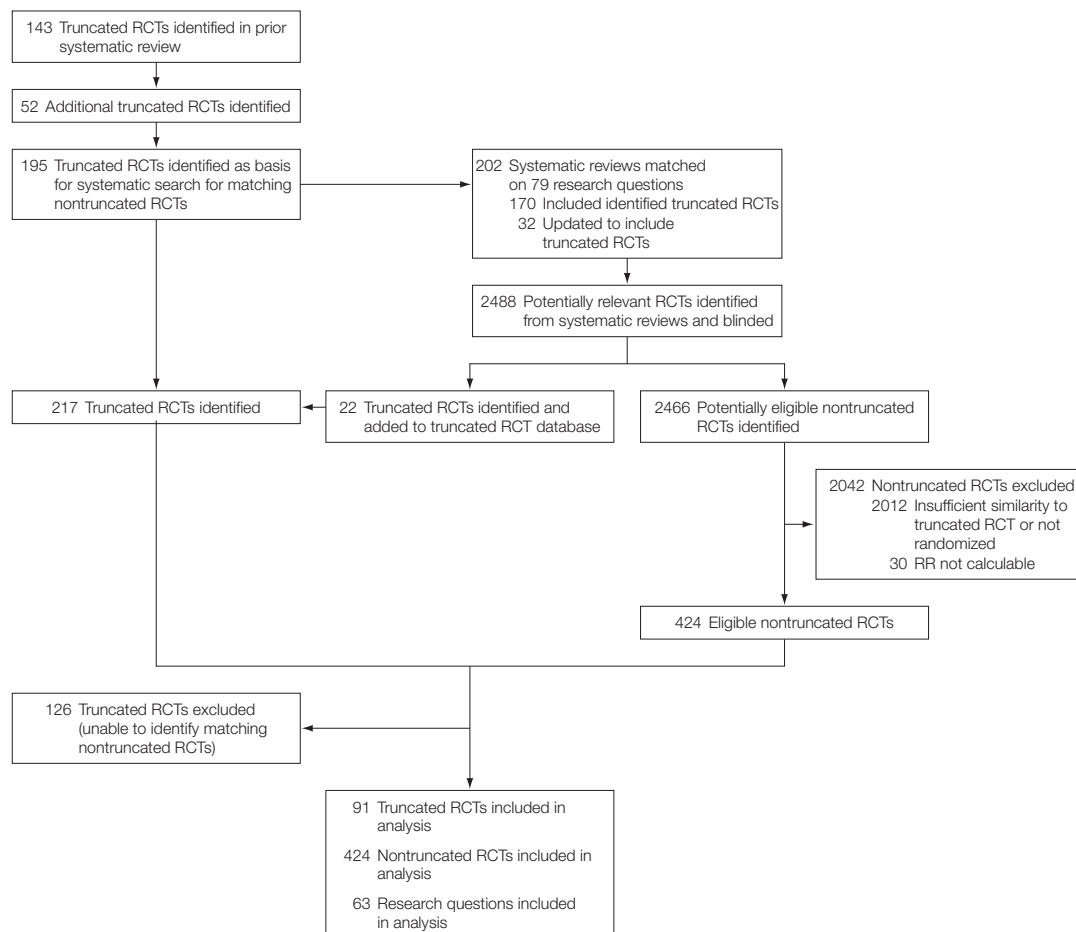 143 Truncated RCTs identified in prior
systematic review
52 Additional truncated RCTs identified
195 Truncated RCTs identified as basis
for systematic search for matching
nontruncated RCTs
202 Systematic reviews matched
on 79 research questions
170 Included identified truncated RCTs
32 Updated to include
truncated RCTs
2488 Potentially relevant RCTs identified
from systematic reviews and blinded
217 Truncated RCTs identified
22 Truncated RCTs identified and
added to truncated RCT database
2466 Potentially eligible nontruncated
RCTs identified
2042 Nontruncated RCTs excluded
2012 Insufficient similarity to
truncated RCT or not
randomized
30 RR not calculable
424 Eligible nontruncated RCTs
126 Truncated RCTs excluded
(unable to identify matching
nontruncated RCTs)
91 Truncated RCTs included in
analysis
424 Nontruncated RCTs included in
analysis
63 Research questions included
in analysis